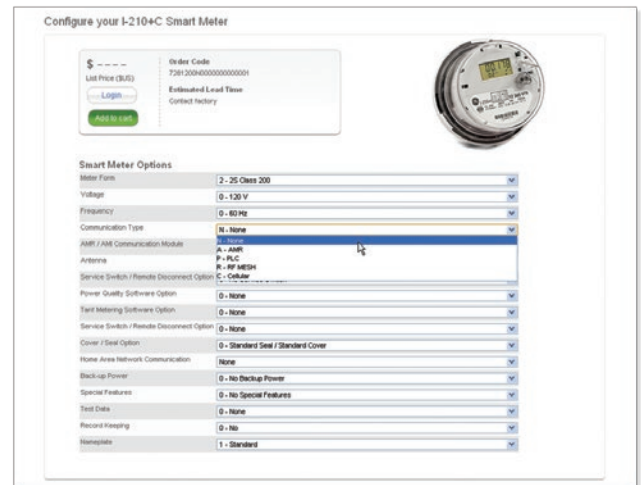 Configure your I-210+C Smart Meter
$ – – – –
List Price ($US)
Login
Add to cart
Order Code
Estimated Lead Time
Contact factory
Smart Meter Options
Meter Form 2 - 2S Class 200
Voltage 0 - 120 V
Frequency 0 - 60 Hz
Communication Type N - None
AMR / AMI Communication Module N - None
A - AMR
Antenna P - PLC
R - RF MESH
Service Switch / Remote Disconnect Option C - Cellular
Power Quality Software Option 0 - None
Tarit Metering Software Option 0 - None
Service Switch / Remote Disconnect Option 0 - None
Cover / Seal Option 0 - Standard Seal / Standard Cover
Home Area Network Communication None
Back-up Power 0 - No Backup Power
Special Features 0 - No Special Features
Test Data 0 - None
Record Keeping 0 - No
Nameplate 1 - Standard